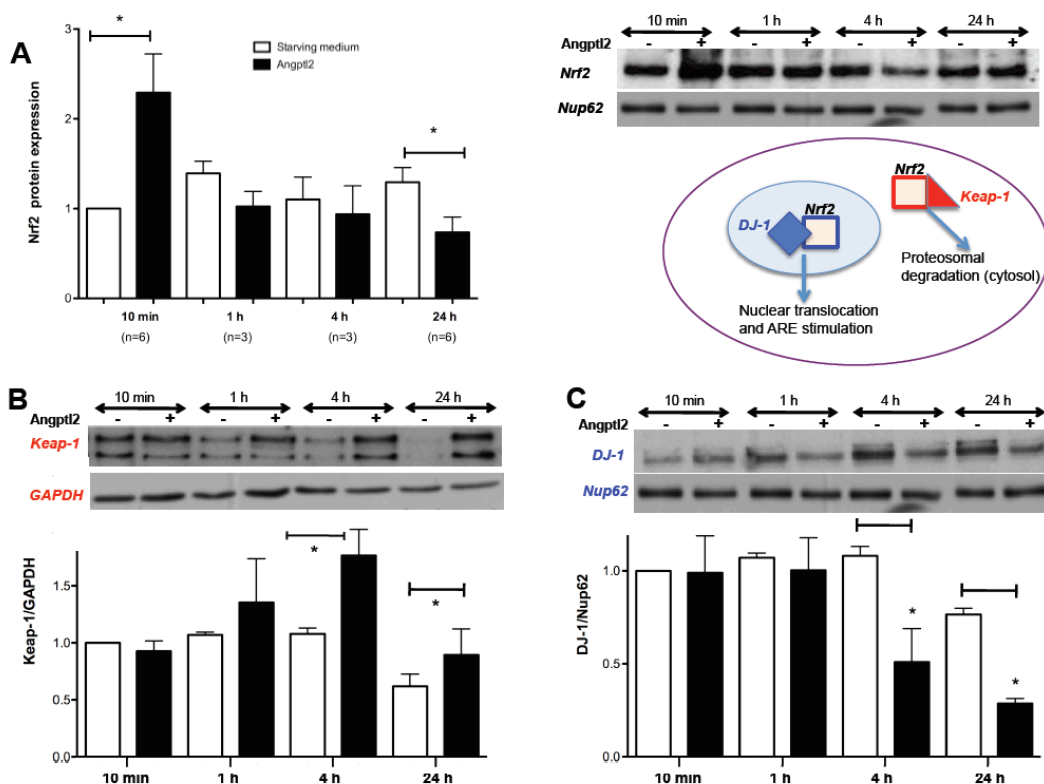 A
*
Starving medium
Angptl2
*
Nrf2 protein expression
3
2
1
0
10 min 1 h 4 h 24 h
(n=6) (n=3) (n=3) (n=6)
10 min 1 h 4 h 24 h
Angptl2 - + - + - + - +
Nrf2
Nup62
Nrf2
Keap-1
DJ-1 Nrf2
Proteosomal
degradation (cytosol)
Nuclear translocation
and ARE stimulation
B
10 min 1 h 4 h 24 h
Angptl2 - + - + - + - +
Keap-1
GAPDH
*
*
Keap-1/GAPDH
1.5
1.0
0.5
0.0
10 min 1 h 4 h 24 h
C
10 min 1 h 4 h 24 h
Angptl2 - + - + - + - +
DJ-1
Nup62
*
*
DJ-1/Nup62
1.0
0.5
0.0
10 min 1 h 4 h 24 h